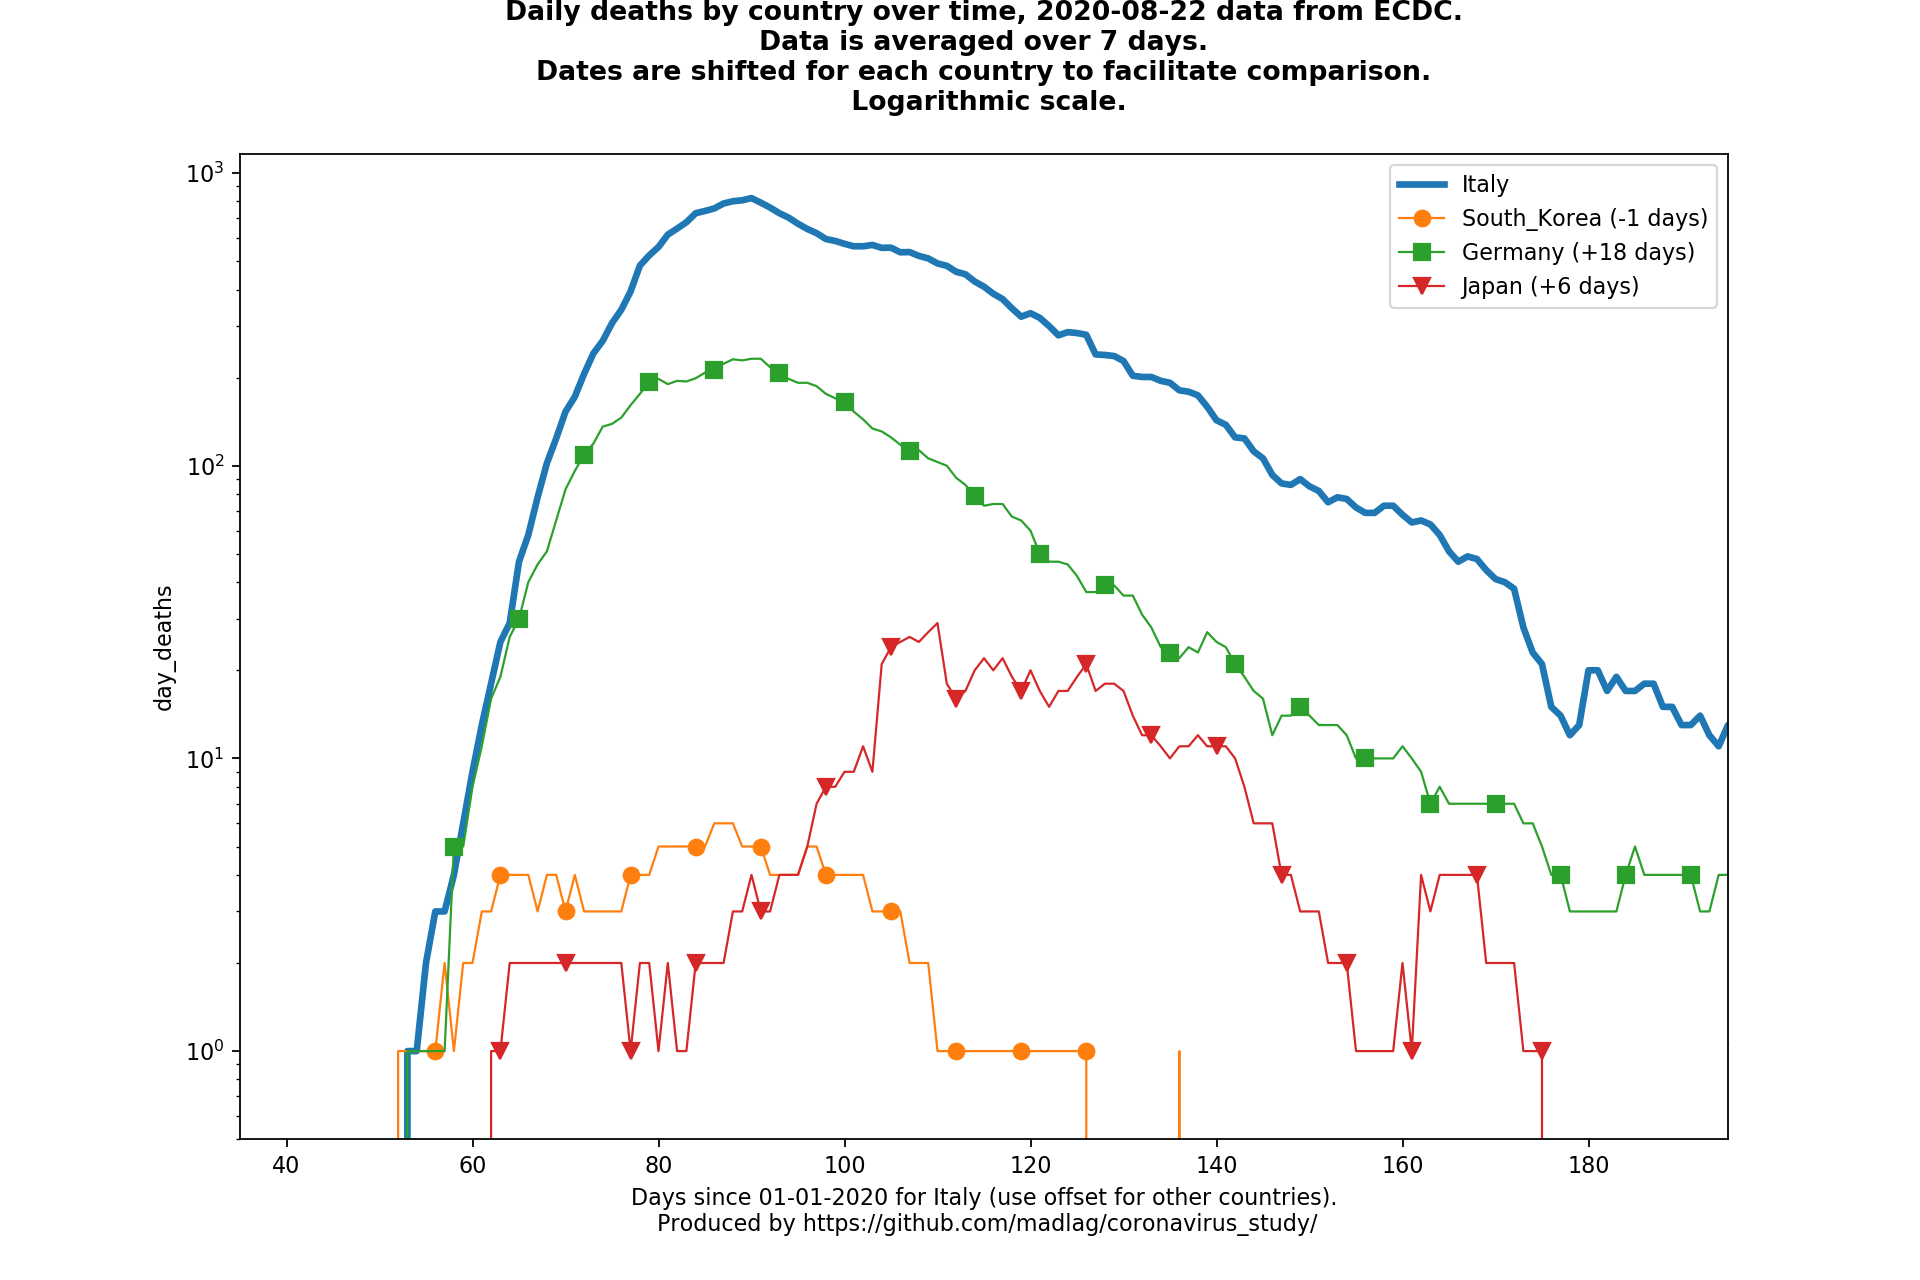 Daily deaths by country over time, 2020-08-22 data from ECDC.
Data is averaged over 7 days.
Dates are shifted for each country to facilitate comparison.
Logarithmic scale.
10³
10²
10¹
10⁰
day_deaths
Italy
South_Korea (-1 days)
Germany (+18 days)
Japan (+6 days)
40 60 80 100 120 140 160 180
Days since 01-01-2020 for Italy (use offset for other countries).
Produced by https://github.com/madlag/coronavirus_study/